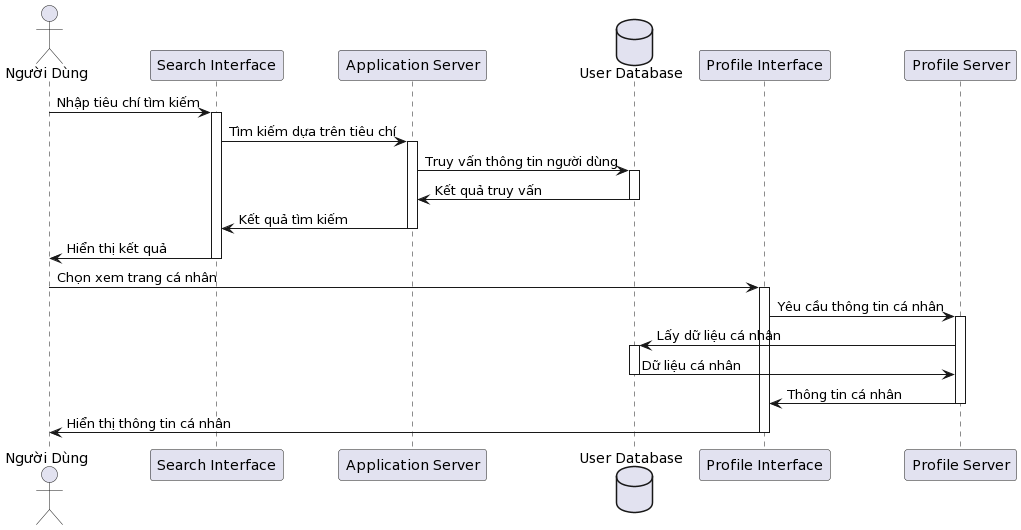 Người Dùng
Search Interface
Application Server
User Database
Profile Interface
Profile Server
Nhập tiêu chí tìm kiếm
Tìm kiếm dựa trên tiêu chí
Truy vấn thông tin người dùng
Kết quả truy vấn
Kết quả tìm kiếm
Hiển thị kết quả
Chọn xem trang cá nhân
Yêu cầu thông tin cá nhân
Lấy dữ liệu cá nhân
Dữ liệu cá nhân
Thông tin cá nhân
Hiển thị thông tin cá nhân
Người Dùng
Search Interface
Application Server
User Database
Profile Interface
Profile Server